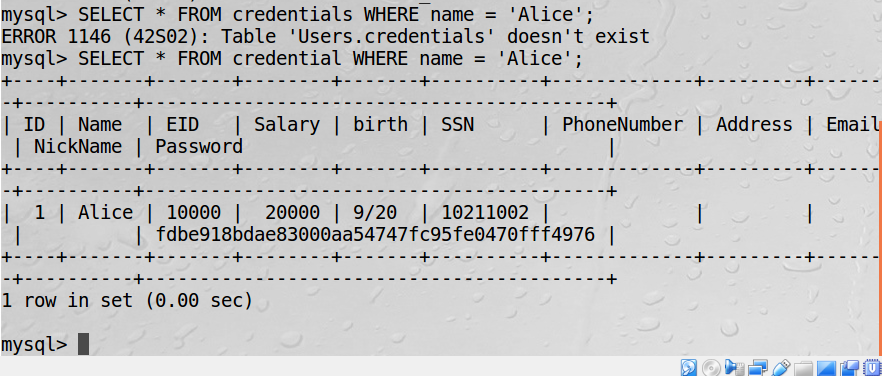 mysql> SELECT * FROM credentials WHERE name = 'Alice';
ERROR 1146 (42S02): Table 'Users.credentials' doesn't exist
mysql> SELECT * FROM credential WHERE name = 'Alice';
+----+-------+-------+--------+-------+----------+-------------+---------+------
-+----------+------------------------------------------+
| ID | Name  | EID   | Salary | birth | SSN      | PhoneNumber | Address | Email
 | NickName | Password                                 |
+----+-------+-------+--------+-------+----------+-------------+---------+------
-+----------+------------------------------------------+
|  1 | Alice | 10000 |  20000 | 9/20  | 10211002 |             |         |
 |          | fdbe918bdae83000aa54747fc95fe0470fff4976 |
+----+-------+-------+--------+-------+----------+-------------+---------+------
-+----------+------------------------------------------+
1 row in set (0.00 sec)
mysql>